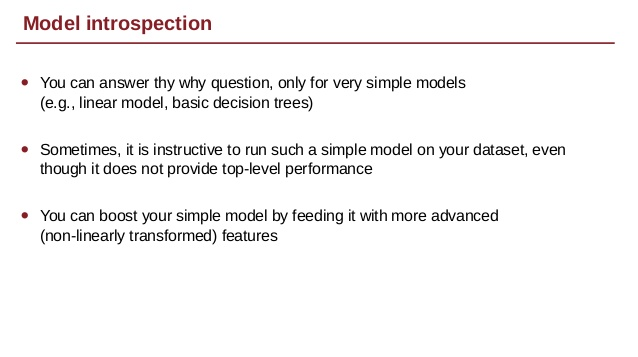 Model introspection
• You can answer thy why question, only for very simple models
(e.g., linear model, basic decision trees)
• Sometimes, it is instructive to run such a simple model on your dataset, even
though it does not provide top-level performance
• You can boost your simple model by feeding it with more advanced
(non-linearly transformed) features